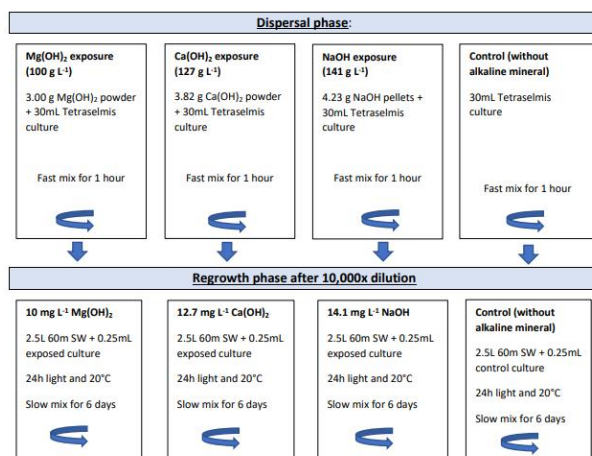 Dispersal phase:
Mg(OH)₂ exposure
(100 g L⁻¹)
3.00 g Mg(OH)₂ powder
+ 30mL Tetraselmis
culture
Fast mix for 1 hour
Ca(OH)₂ exposure
(127 g L⁻¹)
3.82 g Ca(OH)₂ powder
+ 30mL Tetraselmis
culture
Fast mix for 1 hour
NaOH exposure
(141 g L⁻¹)
4.23 g NaOH pellets +
30mL Tetraselmis
culture
Fast mix for 1 hour
Control (without
alkaline mineral)
30mL Tetraselmis
culture
Fast mix for 1 hour
Regrowth phase after 10,000x dilution
10 mg L⁻¹ Mg(OH)₂
2.5L 60m SW + 0.25mL
exposed culture
24h light and 20°C
Slow mix for 6 days
12.7 mg L⁻¹ Ca(OH)₂
2.5L 60m SW + 0.25mL
exposed culture
24h light and 20°C
Slow mix for 6 days
14.1 mg L⁻¹ NaOH
2.5L 60m SW + 0.25mL
exposed culture
24h light and 20°C
Slow mix for 6 days
Control (without
alkaline mineral)
2.5L 60m SW + 0.25mL
control culture
24h light and 20°C
Slow mix for 6 days